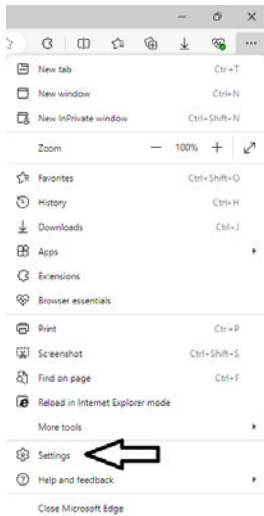 New tab Ctrl+T
New window Ctrl+N
New InPrivate window Ctrl+Shift+N
Zoom 100%
Favorites Ctrl+Shift+O
History Ctrl+H
Downloads Ctrl+J
Apps
Extensions
Browser essentials
Print Ctrl+P
Screenshot Ctrl+Shift+S
Find on page Ctrl+F
Reload in Internet Explorer mode
More tools
Settings
Help and feedback
Close Microsoft Edge